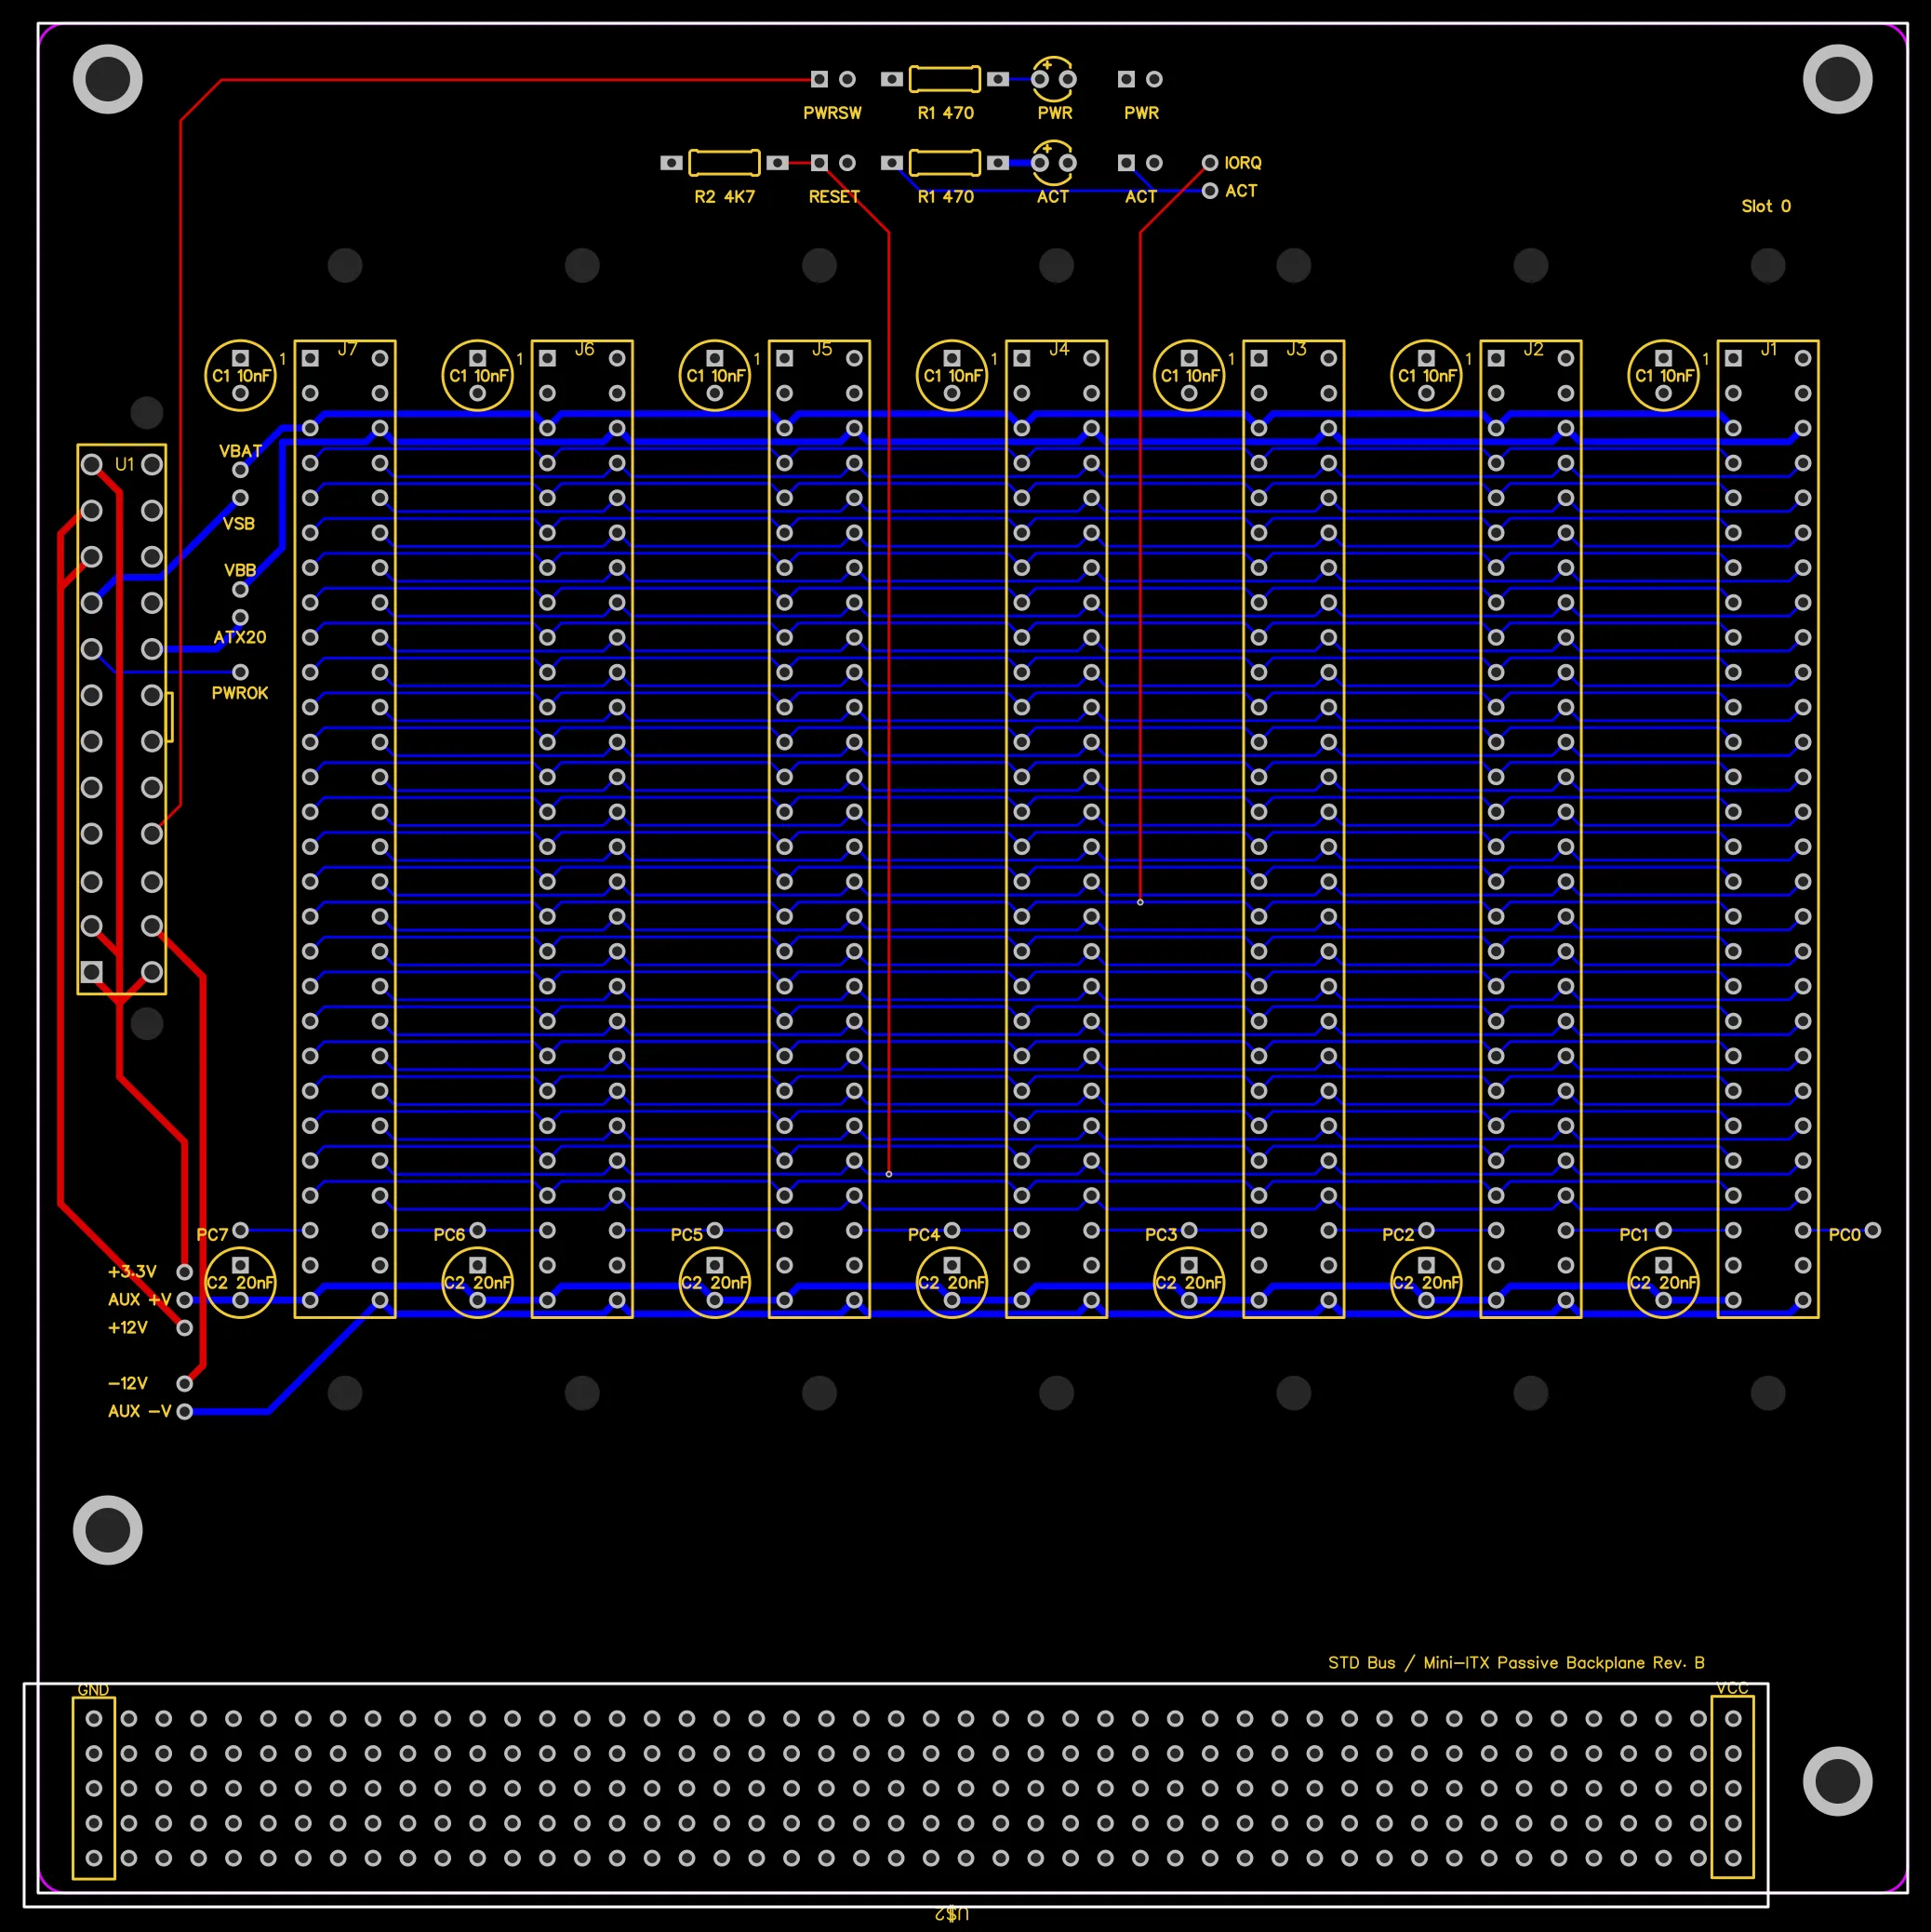 PWRSW R1 470 PWR PWR
+
R2 4K7 RESET R1 470 ACT ACT
+
IORQ
ACT
Slot 0
J7 J6 J5 J4 J3 J2 J1
1 1 1 1 1 1 1
C1 10nF C1 10nF C1 10nF C1 10nF C1 10nF C1 10nF C1 10nF
VBAT
U1
VSB
VBB
ATX20
PWROK
PC7 PC6 PC5 PC4 PC3 PC2 PC1 PC0
+3.3V
C2 20nF C2 20nF C2 20nF C2 20nF C2 20nF C2 20nF C2 20nF
AUX +V
+12V
-12V
AUX -V
STD Bus / Mini-ITX Passive Backplane Rev. B
GND VCC
U$2